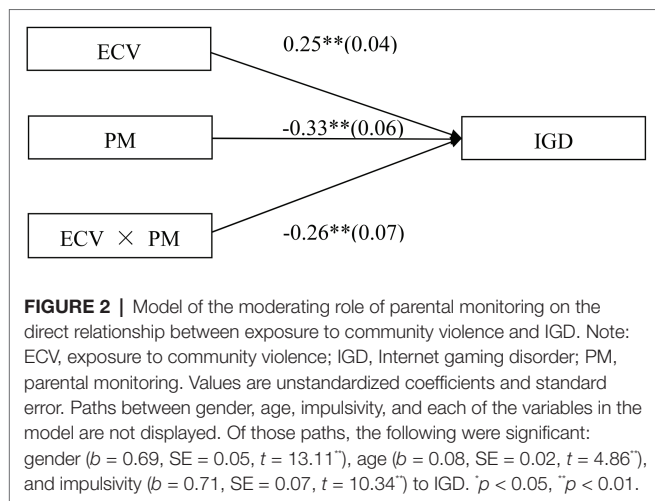 ECV
0.25**(0.04)
PM
-0.33**(0.06)
IGD
ECV × PM
-0.26**(0.07)
FIGURE 2 | Model of the moderating role of parental monitoring on the
direct relationship between exposure to community violence and IGD. Note:
ECV, exposure to community violence; IGD, Internet gaming disorder; PM,
parental monitoring. Values are unstandardized coefficients and standard
error. Paths between gender, age, impulsivity, and each of the variables in the
model are not displayed. Of those paths, the following were significant:
gender (b = 0.69, SE = 0.05, t = 13.11**), age (b = 0.08, SE = 0.02, t = 4.86**),
and impulsivity (b = 0.71, SE = 0.07, t = 10.34**) to IGD. *p < 0.05, **p < 0.01.